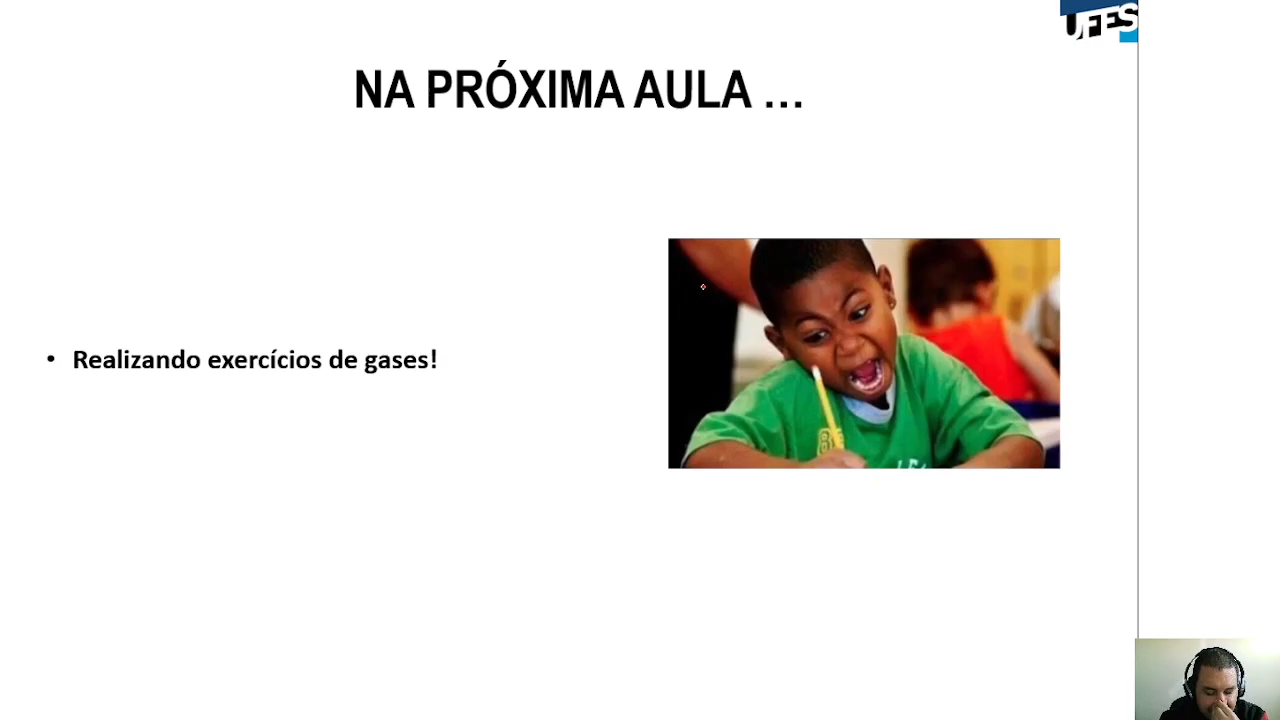 UFES
NA PRÓXIMA AULA ...
• Realizando exercícios de gases!